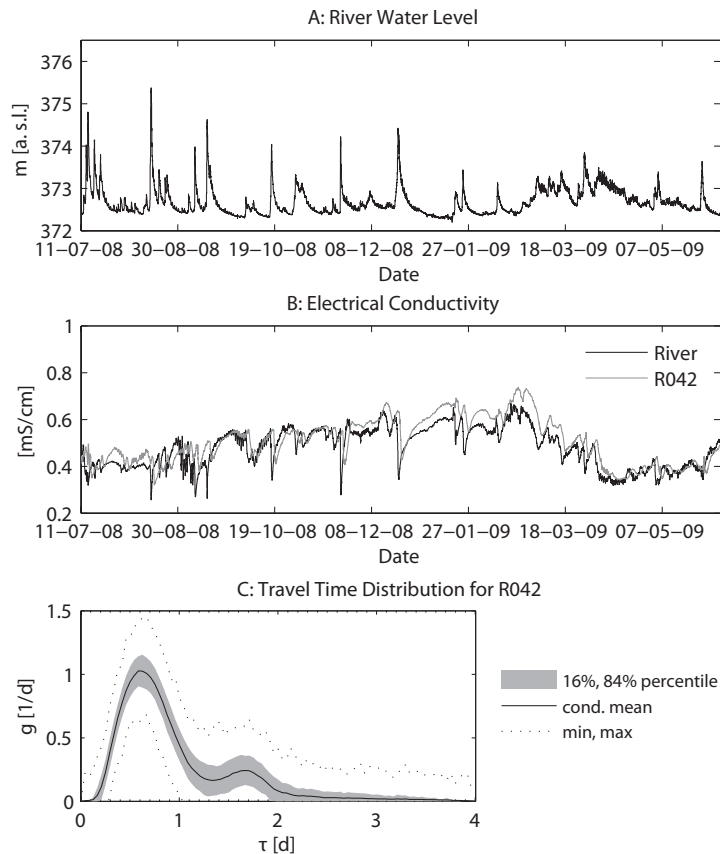 A: River Water Level
376
375
374
373
372
m [a. s.l.]
11–07–08 30–08–08 19–10–08 08–12–08 27–01–09 18–03–09 07–05–09
Date
B: Electrical Conductivity
1
0.8
0.6
0.4
0.2
[mS/cm]
River
R042
11–07–08 30–08–08 19–10–08 08–12–08 27–01–09 18–03–09 07–05–09
Date
C: Travel Time Distribution for R042
1.5
1
0.5
0
g [1/d]
0 1 2 3 4
τ [d]
16%, 84% percentile
cond. mean
min, max